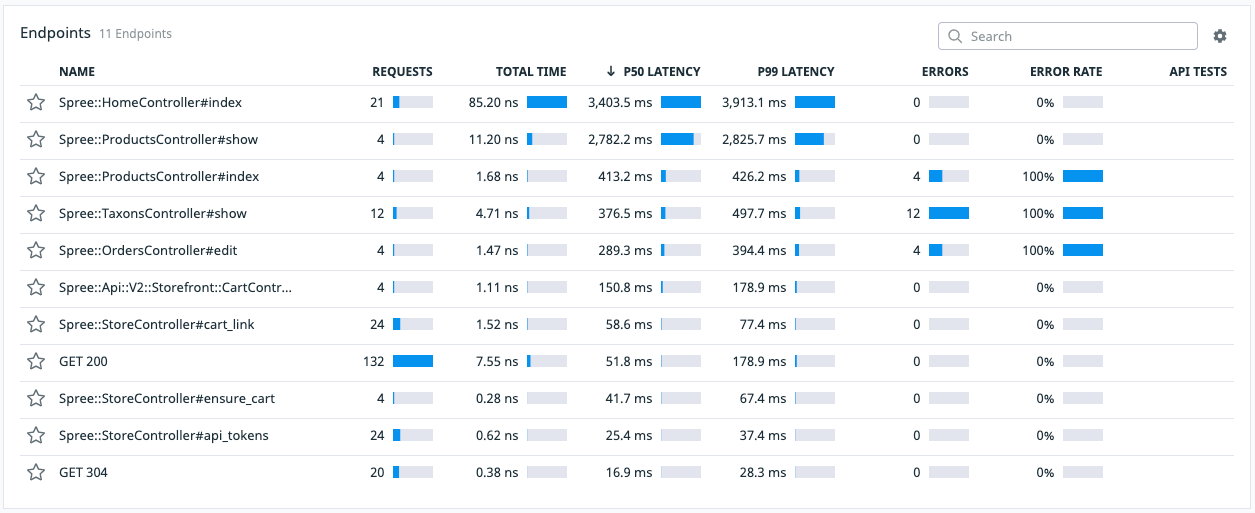 Endpoints 11 Endpoints
Search
NAME REQUESTS TOTAL TIME ↓ P50 LATENCY P99 LATENCY ERRORS ERROR RATE API TESTS
Spree::HomeController#index 21 85.20 ns 3,403.5 ms 3,913.1 ms 0 0%
Spree::ProductsController#show 4 11.20 ns 2,782.2 ms 2,825.7 ms 0 0%
Spree::ProductsController#index 4 1.68 ns 413.2 ms 426.2 ms 4 100%
Spree::TaxonsController#show 12 4.71 ns 376.5 ms 497.7 ms 12 100%
Spree::OrdersController#edit 4 1.47 ns 289.3 ms 394.4 ms 4 100%
Spree::Api::V2::Storefront::CartContr... 4 1.11 ns 150.8 ms 178.9 ms 0 0%
Spree::StoreController#cart_link 24 1.52 ns 58.6 ms 77.4 ms 0 0%
GET 200 132 7.55 ns 51.8 ms 178.9 ms 0 0%
Spree::StoreController#ensure_cart 4 0.28 ns 41.7 ms 67.4 ms 0 0%
Spree::StoreController#api_tokens 24 0.62 ns 25.4 ms 37.4 ms 0 0%
GET 304 20 0.38 ns 16.9 ms 28.3 ms 0 0%